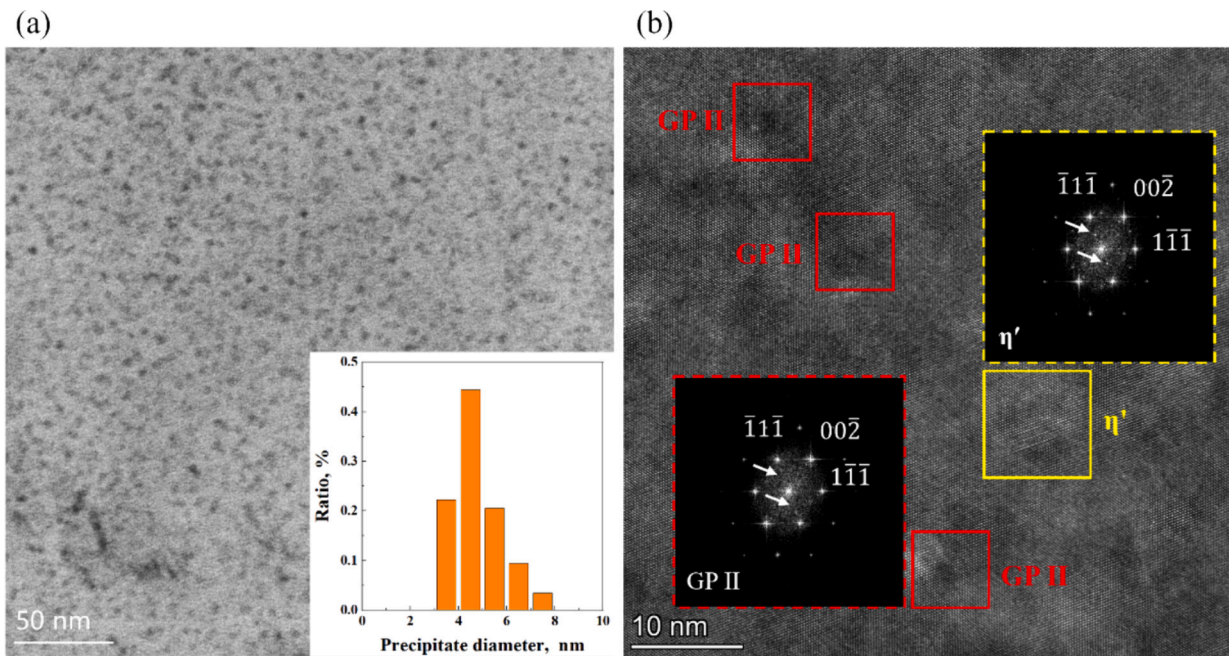 (a)
(b)
GP II
GP II
1̅11̅ 002̅
11̅1̅
η′
η'
0.5
0.4
0.3
0.2
0.1
0.0
Ratio, %
0 2 4 6 8 10
Precipitate diameter, nm
50 nm
1̅11̅ 002̅
11̅1̅
GP II
GP II
10 nm